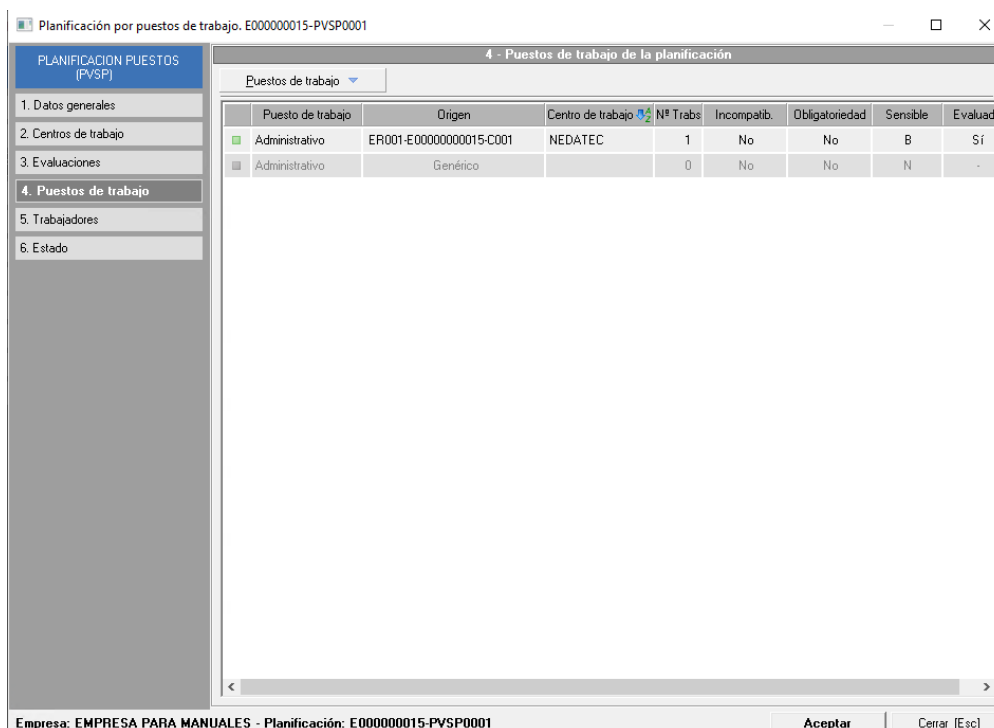 Planificación por puestos de trabajo. E000000015-PVSP0001
PLANIFICACION PUESTOS
(PVSP)
1. Datos generales
2. Centros de trabajo
3. Evaluaciones
4. Puestos de trabajo
5. Trabajadores
6. Estado
4 - Puestos de trabajo de la planificación
Puestos de trabajo
Puesto de trabajo Origen Centro de trabajo Nº Trabs Incompatib. Obligatoriedad Sensible Evaluad
Administrativo ER001-E00000000015-C001 NEDATEC 1 No No B Sí
Administrativo Genérico 0 No No N -
Empresa: EMPRESA PARA MANUALES - Planificación: E000000015-PVSP0001
Aceptar
Cerrar [Esc]